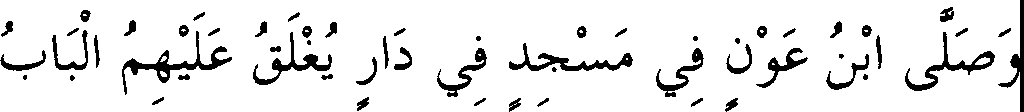 وَصَلَّى ابْنُ عَوْنٍ فِي مَسْجِدٍ فِي دَارٍ يُغْلَقُ عَلَيْهِمُ الْبَابُ